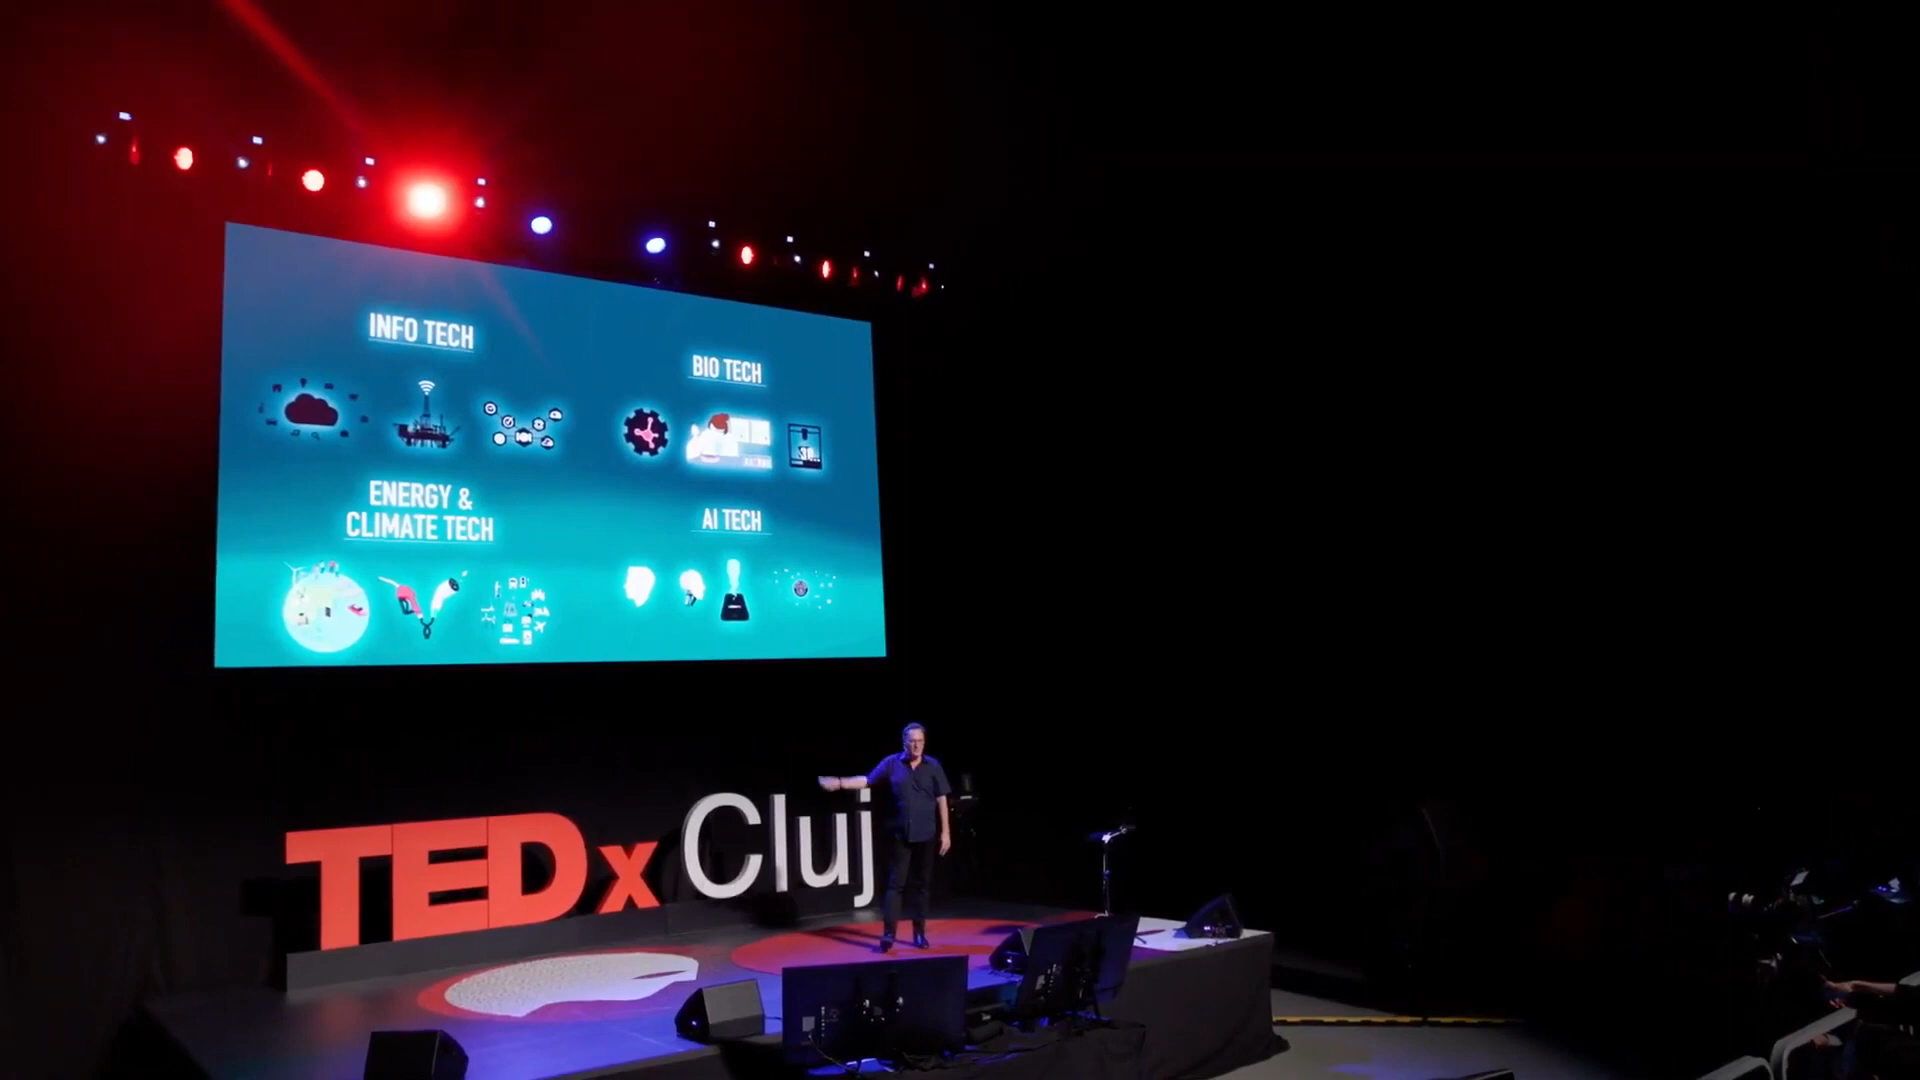 INFO TECH
BIO TECH
ENERGY &
CLIMATE TECH
AI TECH
TEDx Cluj